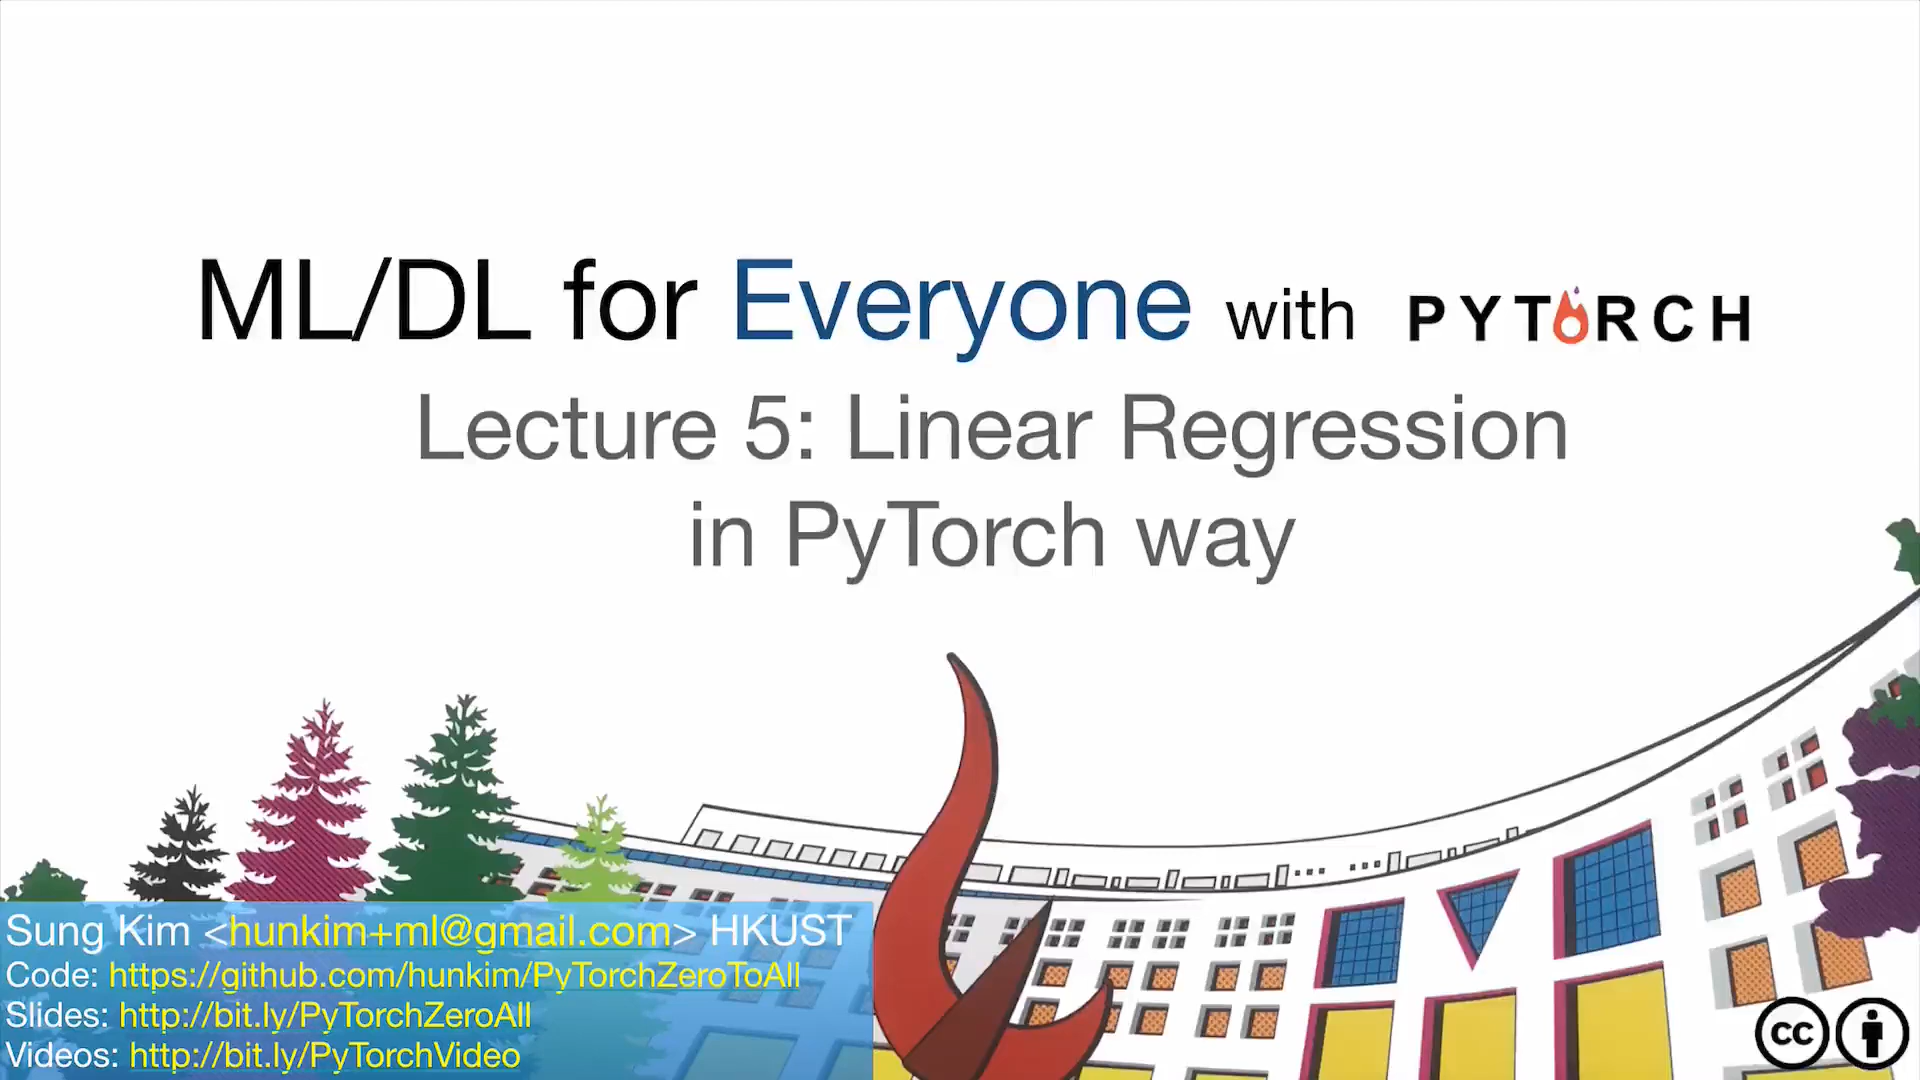 ML/DL for Everyone with PYTORCH
Lecture 5: Linear Regression
in PyTorch way
Sung Kim <hunkim+ml@gmail.com> HKUST
Code: https://github.com/hunkim/PyTorchZeroToAll
Slides: http://bit.ly/PyTorchZeroAll
Videos: http://bit.ly/PyTorchVideo
cc